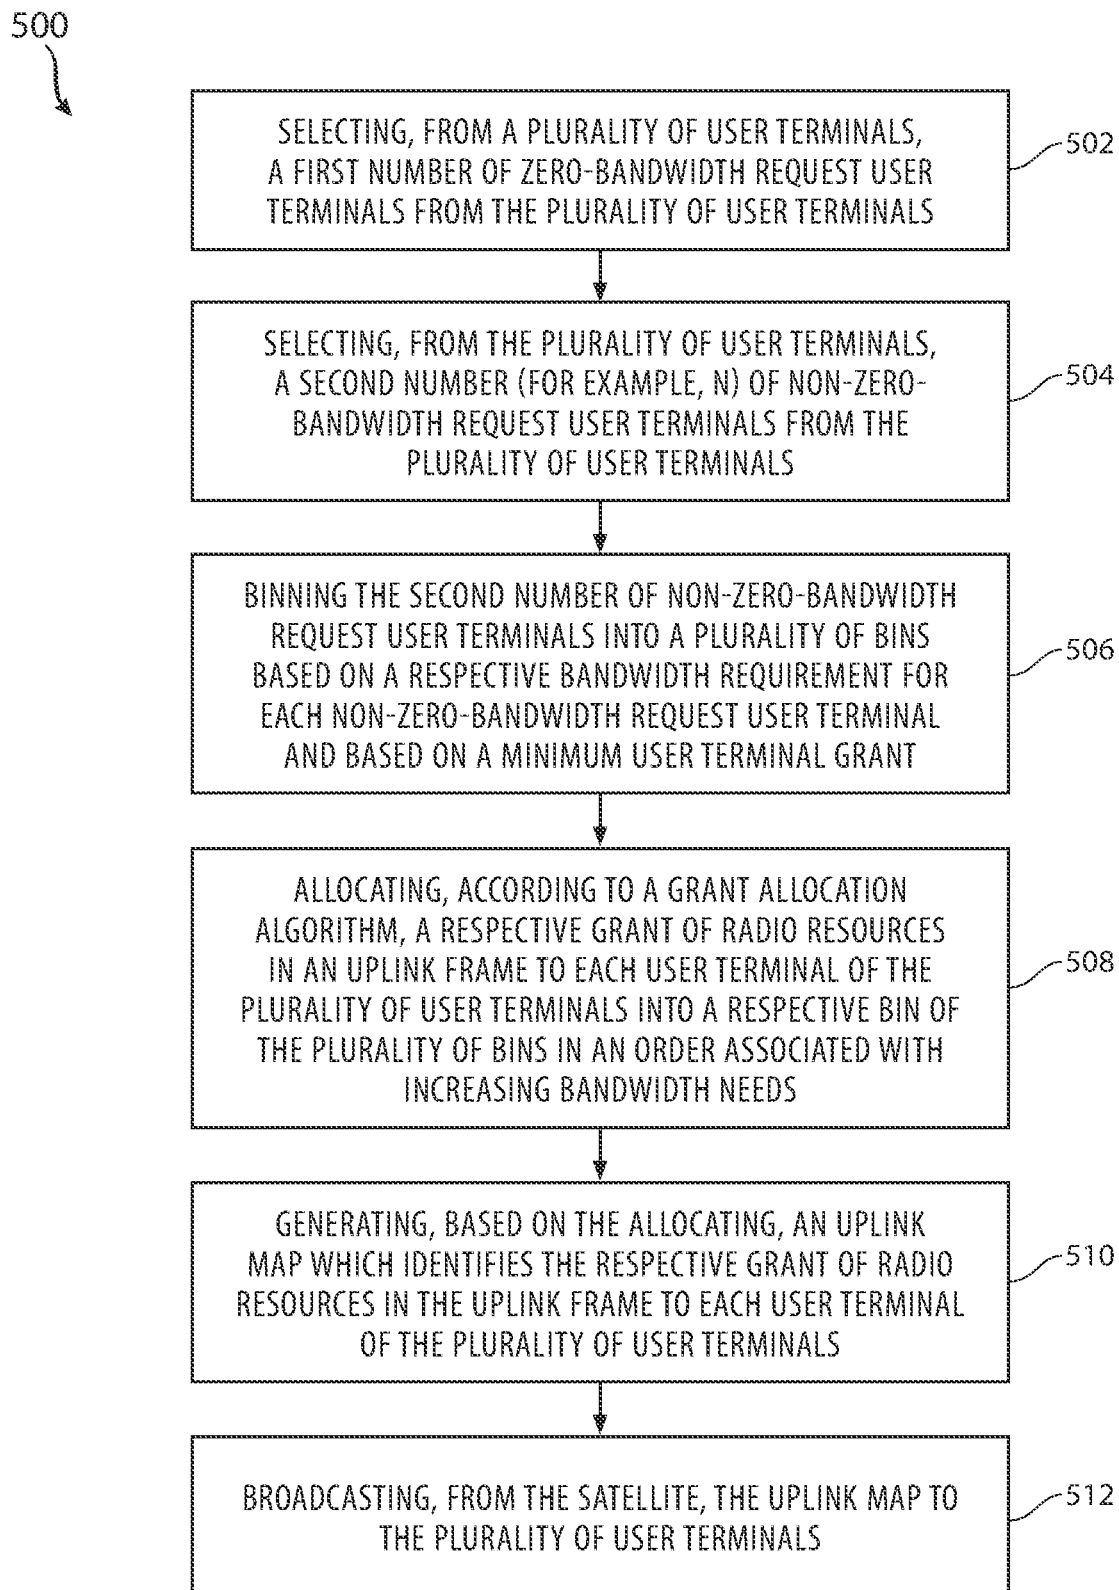 500
SELECTING, FROM A PLURALITY OF USER TERMINALS,
A FIRST NUMBER OF ZERO-BANDWIDTH REQUEST USER
TERMINALS FROM THE PLURALITY OF USER TERMINALS
502
SELECTING, FROM THE PLURALITY OF USER TERMINALS,
A SECOND NUMBER (FOR EXAMPLE, N) OF NON-ZERO-
BANDWIDTH REQUEST USER TERMINALS FROM THE
PLURALITY OF USER TERMINALS
504
BINNING THE SECOND NUMBER OF NON-ZERO-BANDWIDTH
REQUEST USER TERMINALS INTO A PLURALITY OF BINS
BASED ON A RESPECTIVE BANDWIDTH REQUIREMENT FOR
EACH NON-ZERO-BANDWIDTH REQUEST USER TERMINAL
AND BASED ON A MINIMUM USER TERMINAL GRANT
506
ALLOCATING, ACCORDING TO A GRANT ALLOCATION
ALGORITHM, A RESPECTIVE GRANT OF RADIO RESOURCES
IN AN UPLINK FRAME TO EACH USER TERMINAL OF THE
PLURALITY OF USER TERMINALS INTO A RESPECTIVE BIN OF
THE PLURALITY OF BINS IN AN ORDER ASSOCIATED WITH
INCREASING BANDWIDTH NEEDS
508
GENERATING, BASED ON THE ALLOCATING, AN UPLINK
MAP WHICH IDENTIFIES THE RESPECTIVE GRANT OF RADIO
RESOURCES IN THE UPLINK FRAME TO EACH USER TERMINAL
OF THE PLURALITY OF USER TERMINALS
510
BROADCASTING, FROM THE SATELLITE, THE UPLINK MAP TO
THE PLURALITY OF USER TERMINALS
512